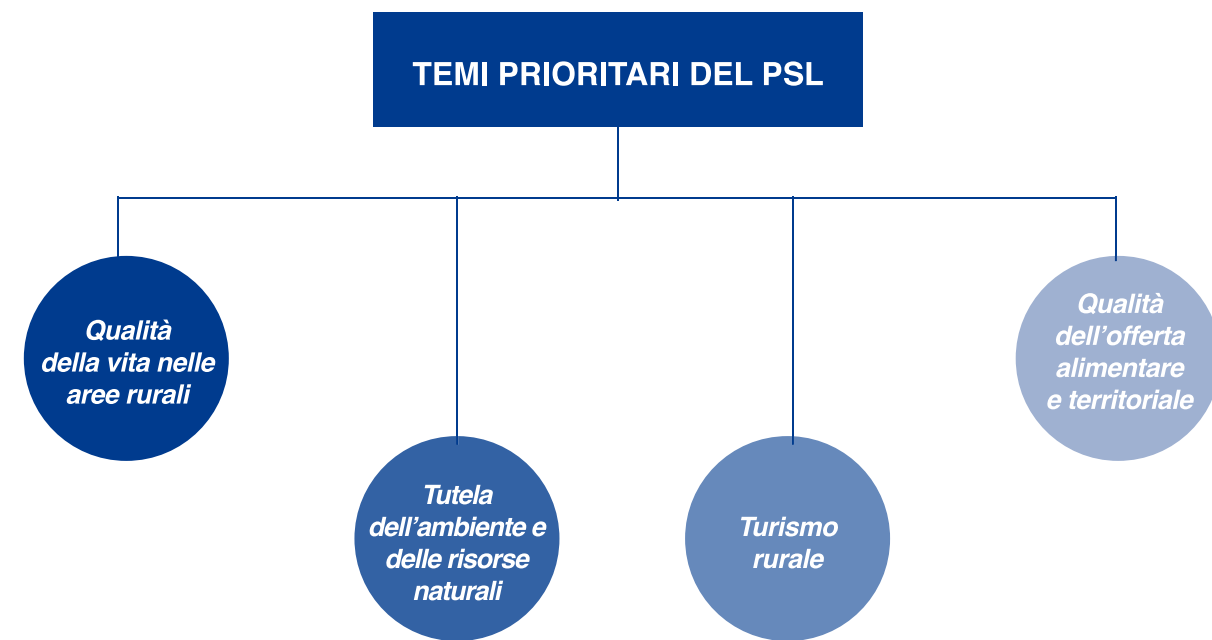 TEMI PRIORITARI DEL PSL
Qualità
della vita nelle
aree rurali
Tutela
dell’ambiente e
delle risorse
naturali
Turismo
rurale
Qualità
dell’offerta
alimentare
e territoriale